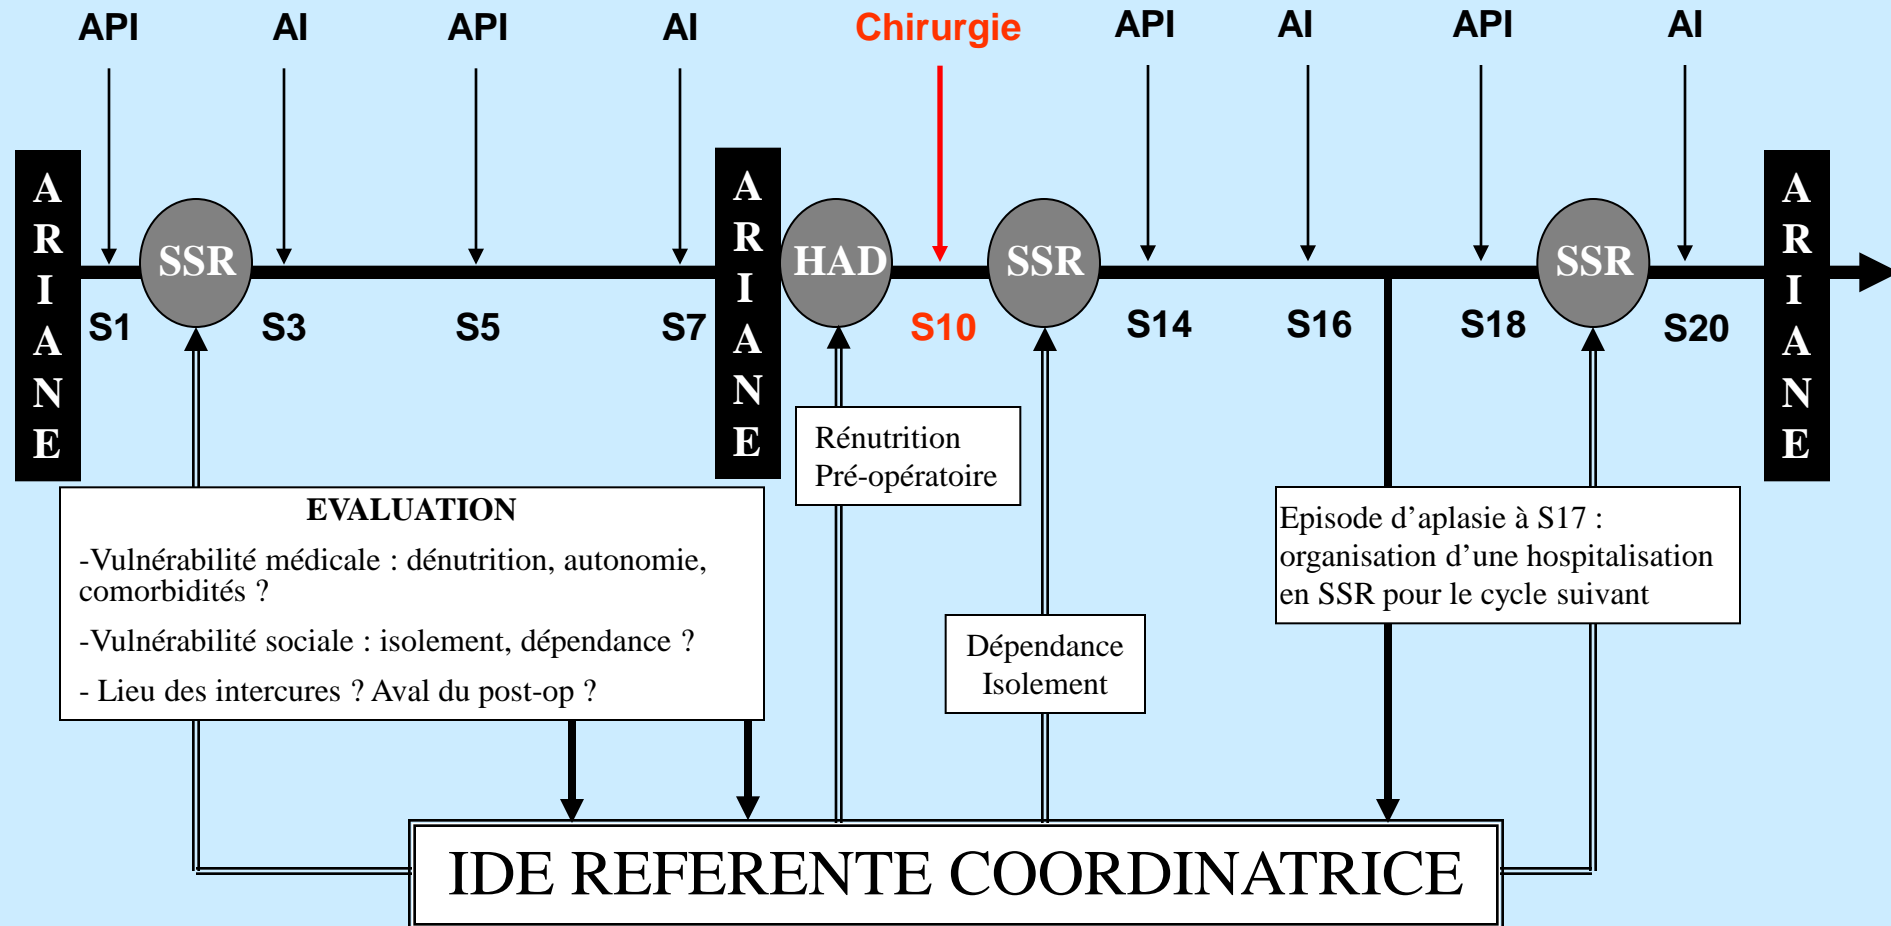 API AI API AI Chirurgie API AI API AI
ARIANE
SSR
ARIANE
HAD
SSR
SSR
ARIANE
S1 S3 S5 S7 S10 S14 S16 S18 S20
EVALUATION
-Vulnérabilité médicale : dénutrition, autonomie,
comorbidités ?
-Vulnérabilité sociale : isolement, dépendance ?
- Lieu des intercures ? Aval du post-op ?
Rénutrition
Pré-opératoire
Dépendance
Isolement
Episode d’aplasie à S17 :
organisation d’une hospitalisation
en SSR pour le cycle suivant
IDE REFERENTE COORDINATRICE